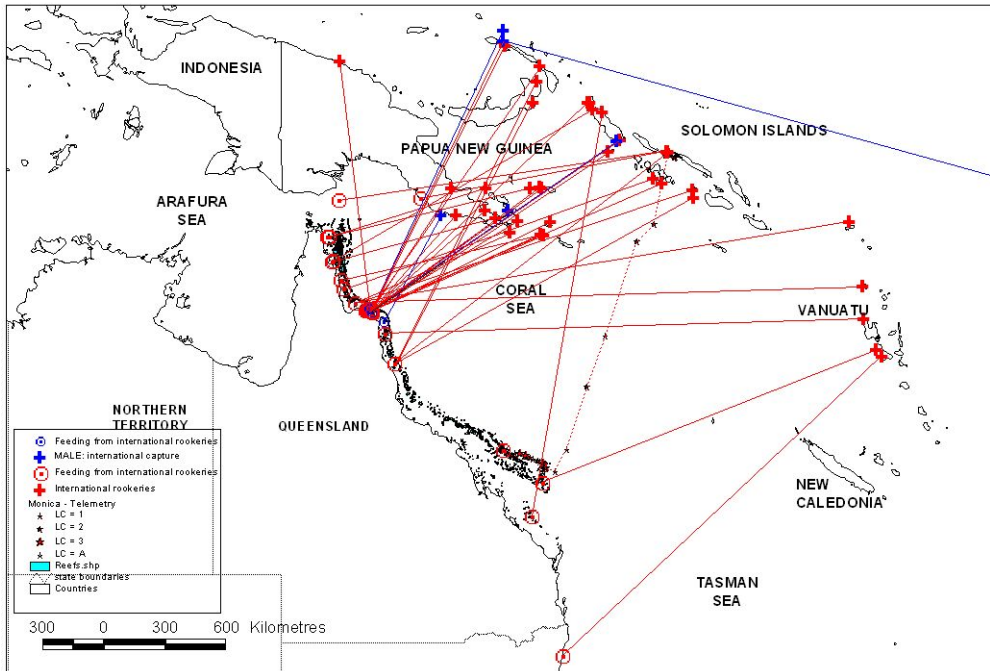 INDONESIA
SOLOMON ISLANDS
PAPUA NEW GUINEA
ARAFURA
SEA
CORAL
SEA
VANUATU
NORTHERN
TERRITORY
QUEENSLAND
NEW
CALEDONIA
TASMAN
SEA
Feeding from international rookeries
MALE: international capture
Feeding from international rookeries
International rookeries
Monica - Telemetry
LC = 1
LC = 2
LC = 3
LC = A
Reefs.shp
state boundaries
Countries
300 0 300 600 Kilometres